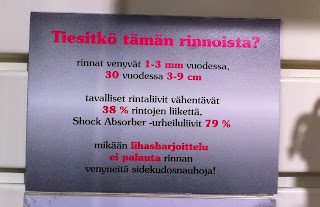 Tiesitkö tämän rinnoista?
rinnat venyvät 1-3 mm vuodessa,
30 vuodessa 3-9 cm
tavalliset rintaliivit vähentävät
38 % rintojen liikettä,
Shock Absorber -urheiluliivit 79 %
mikään lihasharjoittelu
ei palauta rinnan
venyneitä sidekudosnauhoja!